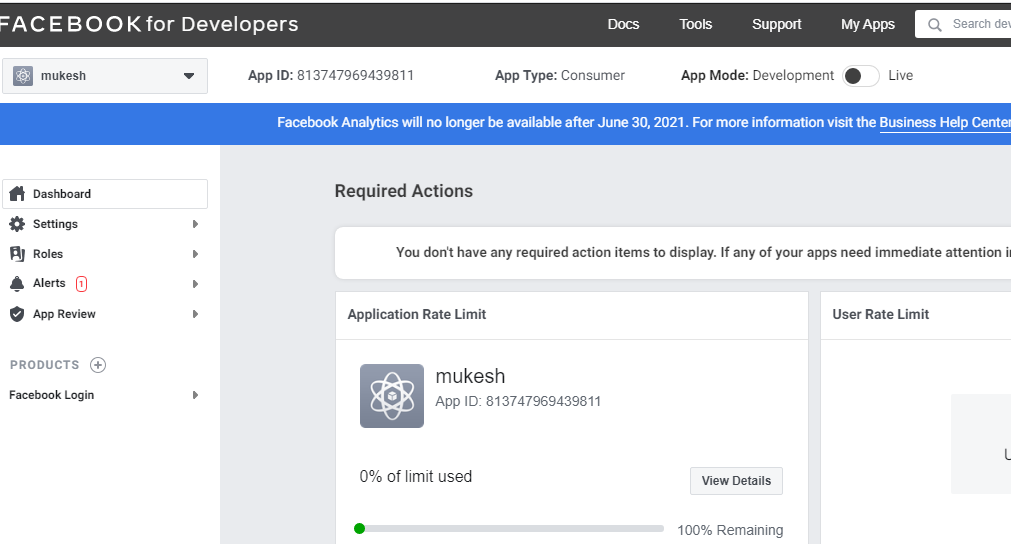 FACEBOOK for Developers Docs Tools Support My Apps Search dev
mukesh App ID: 813747969439811 App Type: Consumer App Mode: Development Live
Facebook Analytics will no longer be available after June 30, 2021. For more information visit the Business Help Center
Dashboard
Settings
Roles
Alerts 1
App Review
PRODUCTS
Facebook Login
Required Actions
You don't have any required action items to display. If any of your apps need immediate attention i
Application Rate Limit
mukesh
App ID: 813747969439811
0% of limit used
View Details
100% Remaining
User Rate Limit
U